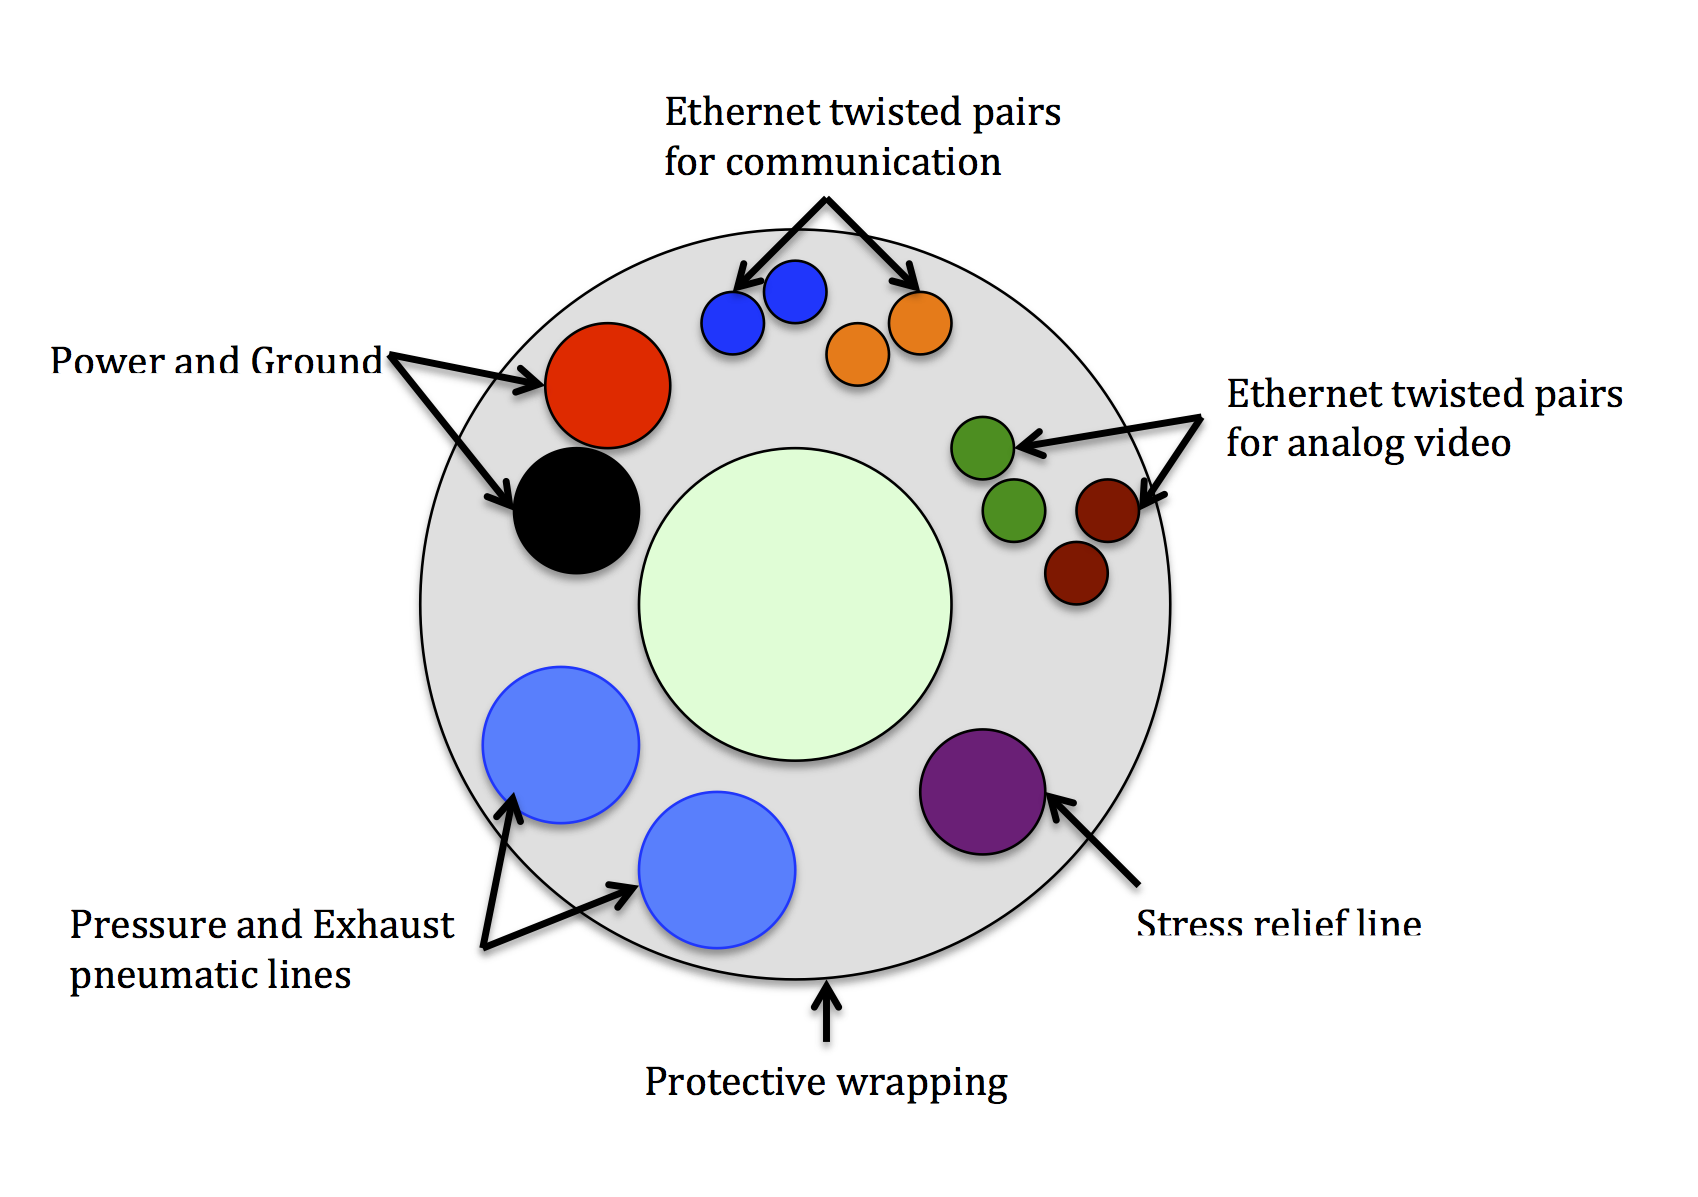 Ethernet twisted pairs
for communication
Power and Ground
Ethernet twisted pairs
for analog video
Pressure and Exhaust
pneumatic lines
Stress relief line
Protective wrapping